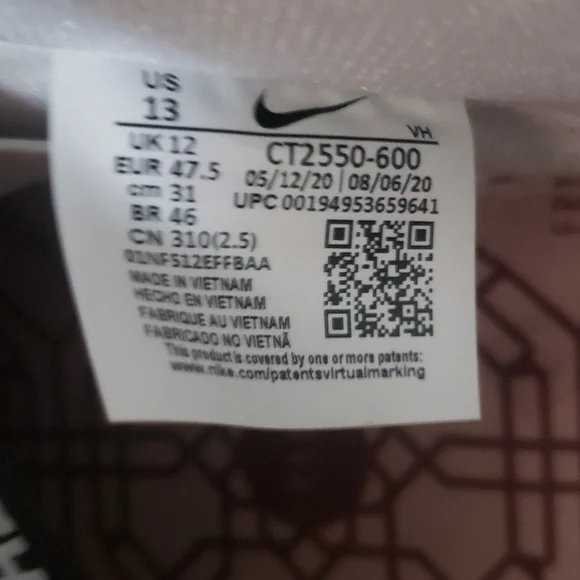 US
13
VH
UK 12
EUR 47.5
cm 31
BR 46
CN 310(2.5)
CT2550-600
05/12/20 | 08/06/20
UPC 00194953659641
01NF512EFFBAA
MADE IN VIETNAM
HECHO EN VIETNAM
FABRIQUE AU VIETNAM
FABRICADO NO VIETNÃ
This product is covered by one or more patents:
www.nike.com/patentsvirtualmarking